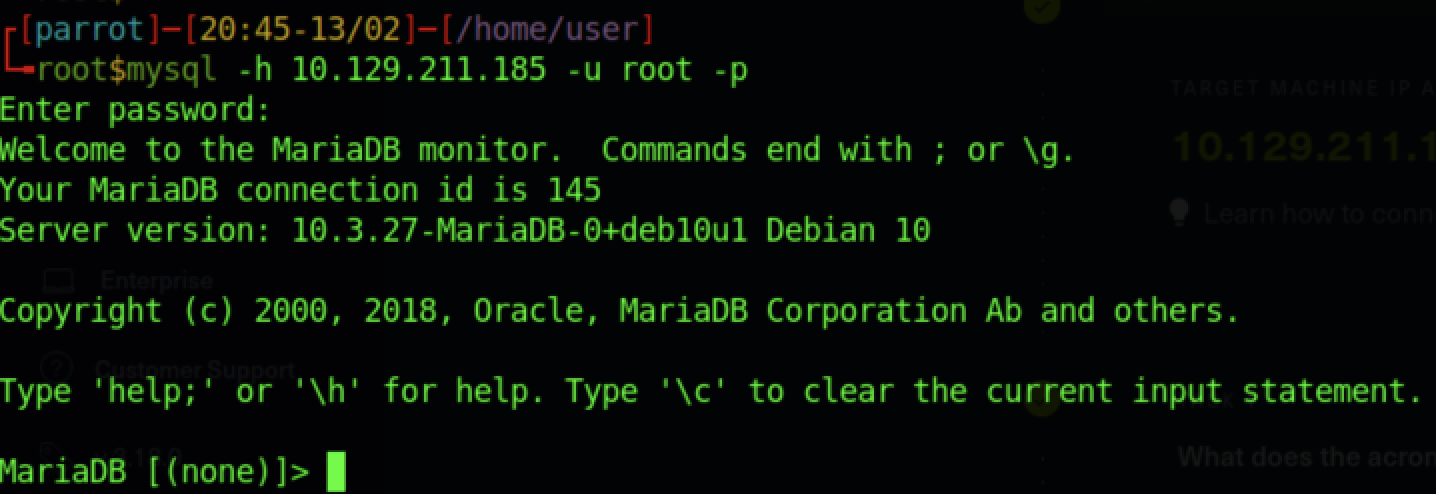 ┌[parrot]─[20:45-13/02]─[/home/user]
└╼root$mysql -h 10.129.211.185 -u root -p
Enter password:
Welcome to the MariaDB monitor.  Commands end with ; or \g.
Your MariaDB connection id is 145
Server version: 10.3.27-MariaDB-0+deb10u1 Debian 10
Copyright (c) 2000, 2018, Oracle, MariaDB Corporation Ab and others.
Type 'help;' or '\h' for help. Type '\c' to clear the current input statement.
MariaDB [(none)]>
TARGET MACHINE IP A
10.129.211.1
Learn how to conn
Enterprise
Customer Support
What does the acron